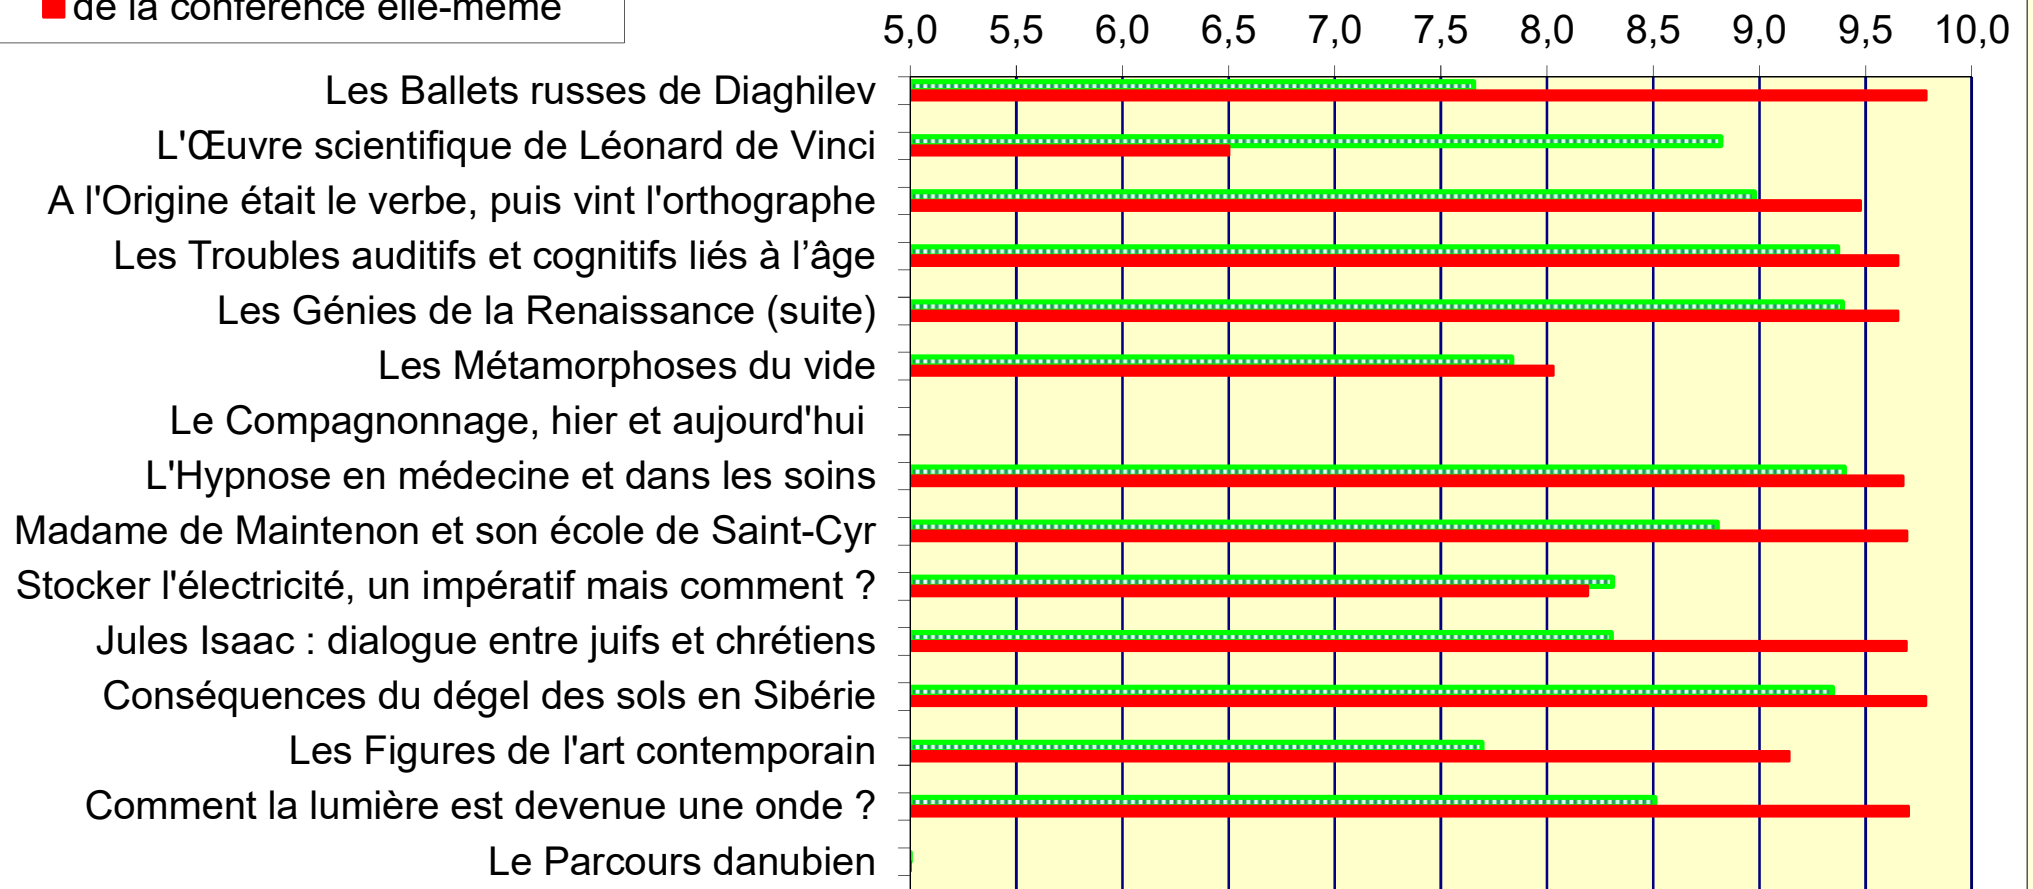 de la conférence elle-même
5,0 5,5 6,0 6,5 7,0 7,5 8,0 8,5 9,0 9,5 10,0
Les Ballets russes de Diaghilev
L'Œuvre scientifique de Léonard de Vinci
A l'Origine était le verbe, puis vint l'orthographe
Les Troubles auditifs et cognitifs liés à l’âge
Les Génies de la Renaissance (suite)
Les Métamorphoses du vide
Le Compagnonnage, hier et aujourd'hui
L'Hypnose en médecine et dans les soins
Madame de Maintenon et son école de Saint-Cyr
Stocker l'électricité, un impératif mais comment ?
Jules Isaac : dialogue entre juifs et chrétiens
Conséquences du dégel des sols en Sibérie
Les Figures de l'art contemporain
Comment la lumière est devenue une onde ?
Le Parcours danubien